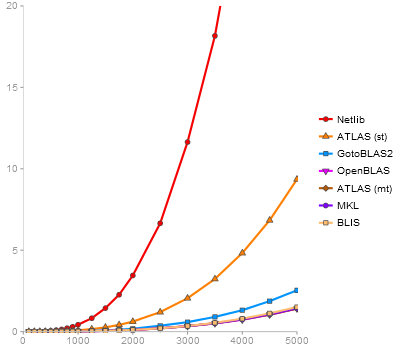 20
15
10
5
0
0
1000
2000
3000
4000
5000
Netlib
ATLAS (st)
GotoBLAS2
OpenBLAS
ATLAS (mt)
MKL
BLIS